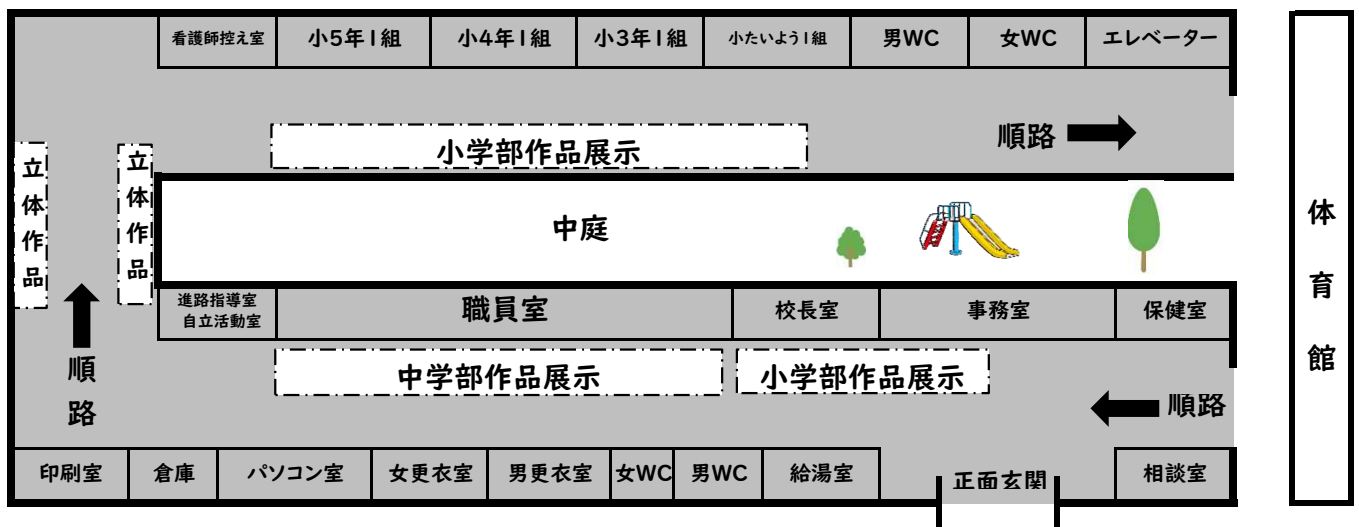 看護師控え室
小5年1組
小4年1組
小3年1組
小たいよう1組
男WC
女WC
エレベーター
小学部作品展示
順路
立体作品
立体作品
中庭
体育館
進路指導室
自立活動室
職員室
校長室
事務室
保健室
順路
中学部作品展示
小学部作品展示
順路
印刷室
倉庫
パソコン室
女更衣室
男更衣室
女WC
男WC
給湯室
正面玄関
相談室